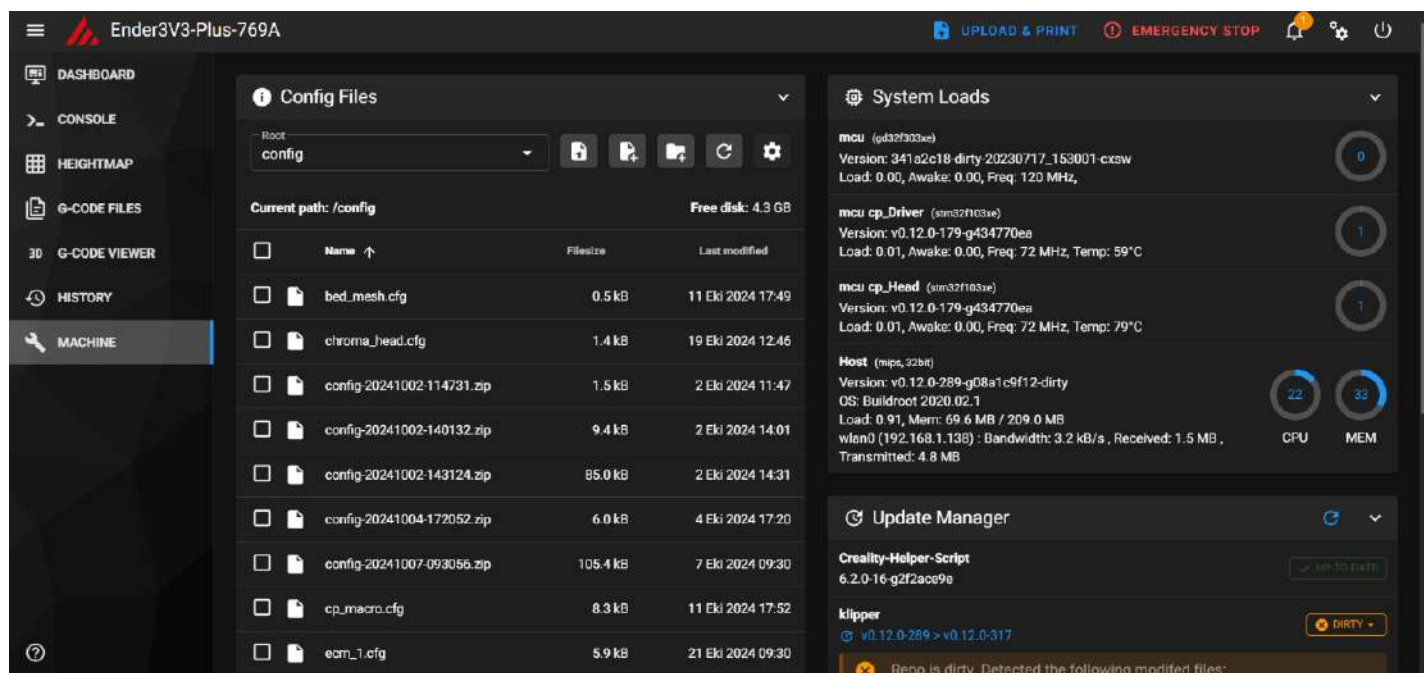 Ender3V3-Plus-769A
UPLOAD & PRINT
EMERGENCY STOP
1
DASHBOARD
CONSOLE
HEIGHTMAP
G-CODE FILES
3D G-CODE VIEWER
HISTORY
MACHINE
Config Files
Root
config
Current path: /config
Free disk: 4.3 GB
Name
Filesize
Last modified
bed_mesh.cfg 0.5 kB 11 Eki 2024 17:49
chroma_head.cfg 1.4 kB 19 Eki 2024 12:46
config-20241002-114731.zip 1.5 kB 2 Eki 2024 11:47
config-20241002-140132.zip 9.4 kB 2 Eki 2024 14:01
config-20241002-143124.zip 85.0 kB 2 Eki 2024 14:31
config-20241004-172052.zip 6.0 kB 4 Eki 2024 17:20
config-20241007-093056.zip 105.4 kB 7 Eki 2024 09:30
cp_macro.cfg 8.3 kB 11 Eki 2024 17:52
ecm_1.cfg 5.9 kB 21 Eki 2024 09:30
System Loads
mcu (gd32f303xe)
Version: 341a2c18-dirty-20230717_153001-cxsw
Load: 0.00, Awake: 0.00, Freq: 120 MHz,
0
mcu cp_Driver (stm32f103xe)
Version: v0.12.0-179-g434770ea
Load: 0.01, Awake: 0.00, Freq: 72 MHz, Temp: 59°C
1
mcu cp_Head (stm32f103xe)
Version: v0.12.0-179-g434770ea
Load: 0.01, Awake: 0.00, Freq: 72 MHz, Temp: 79°C
1
Host (mips, 32bit)
Version: v0.12.0-289-g08a1c9f12-dirty
OS: Buildroot 2020.02.1
Load: 0.91, Mem: 69.6 MB / 209.0 MB
wlan0 (192.168.1.138) : Bandwidth: 3.2 kB/s , Received: 1.5 MB ,
Transmitted: 4.8 MB
22
CPU
33
MEM
Update Manager
Creality-Helper-Script
6.2.0-16-g2f2ace9e
UP-TO-DATE
klipper
v0.12.0-289 > v0.12.0-317
DIRTY
Repo is dirty. Detected the following modifed files: